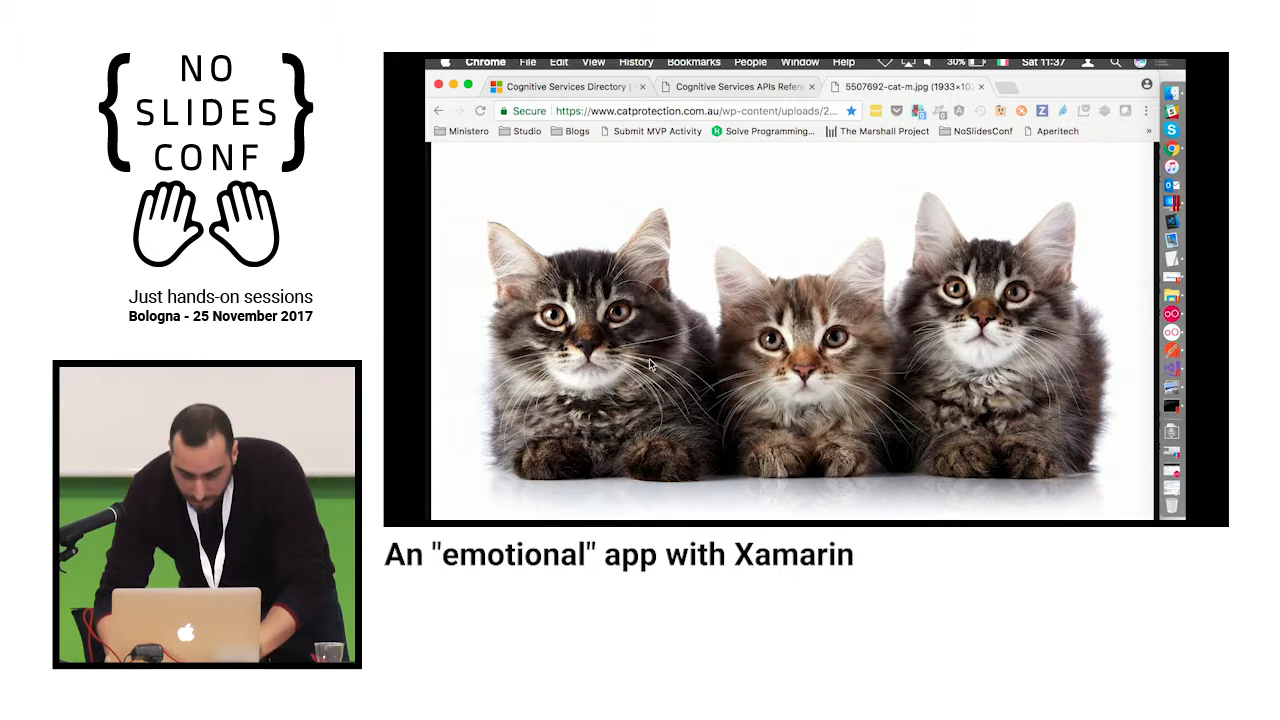 { NO
SLIDES
CONF }
Just hands-on sessions
Bologna - 25 November 2017
Chrome File Edit View History Bookmarks People Window Help 30% Sat 11:37
Cognitive Services Directory | Cognitive Services APIs Refere 5507692-cat-m.jpg (1933×10
Secure https://www.catprotection.com.au/wp-content/uploads/2...
Ministero Studio Blogs Submit MVP Activity Solve Programming... The Marshall Project NoSlidesConf Aperitech »
An "emotional" app with Xamarin